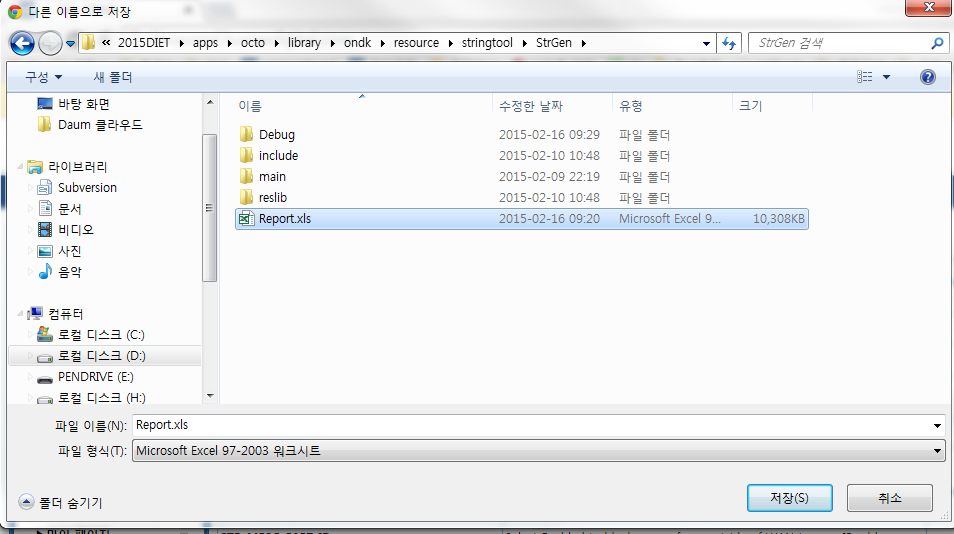 다른 이름으로 저장
« 2015DIET ▸ apps ▸ octo ▸ library ▸ ondk ▸ resource ▸ stringtool ▸ StrGen ▸
StrGen 검색
구성 새 폴더
바탕 화면
Daum 클라우드
라이브러리
Subversion
문서
비디오
사진
음악
컴퓨터
로컬 디스크 (C:)
로컬 디스크 (D:)
PENDRIVE (E:)
로컬 디스크 (H:)
이름 수정한 날짜 유형 크기
Debug 2015-02-16 09:29 파일 폴더
include 2015-02-10 10:48 파일 폴더
main 2015-02-09 22:19 파일 폴더
reslib 2015-02-10 10:48 파일 폴더
Report.xls 2015-02-16 09:20 Microsoft Excel 9... 10,308KB
파일 이름(N): Report.xls
파일 형식(T): Microsoft Excel 97-2003 워크시트
폴더 숨기기
저장(S) 취소